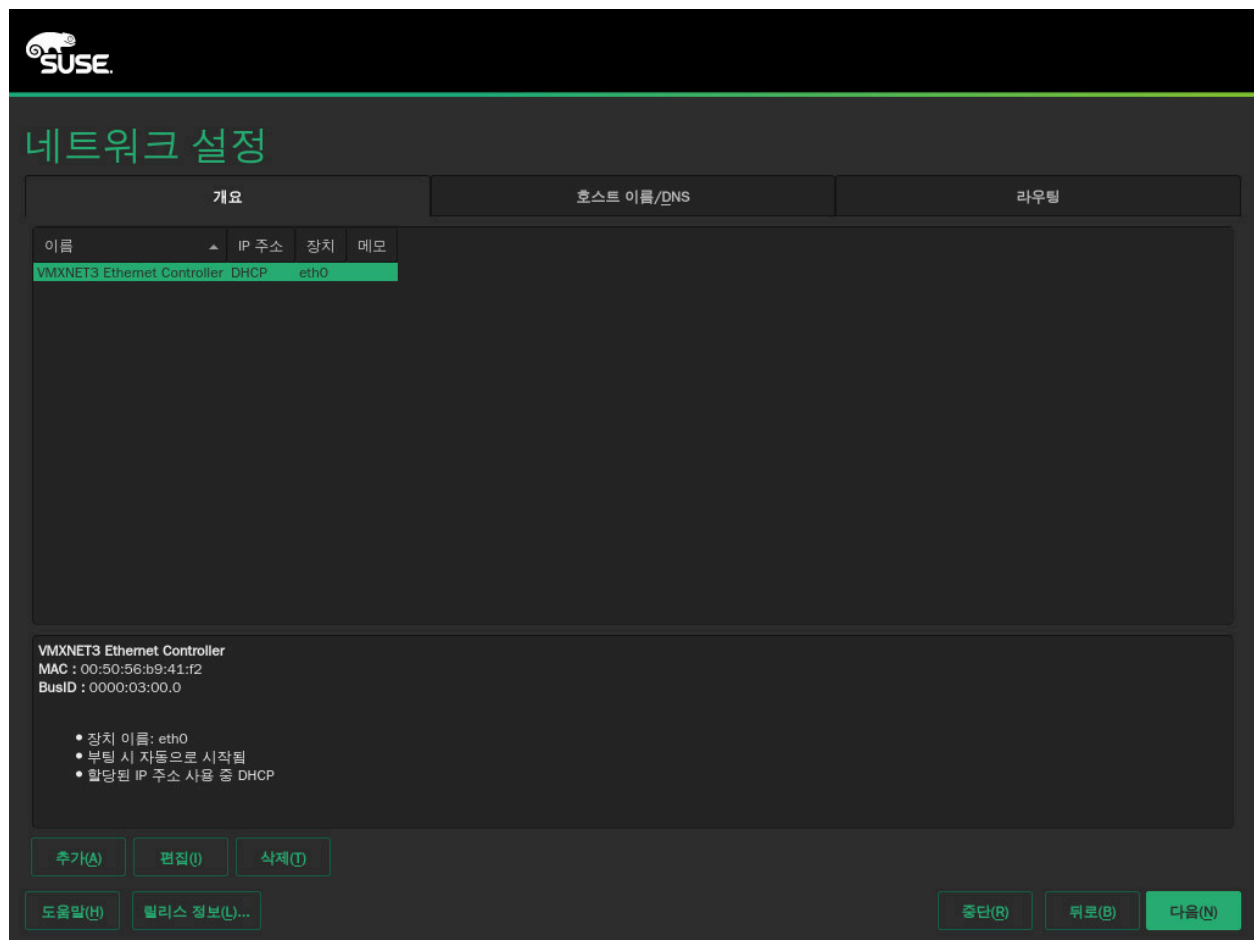 SUSE.
네트워크 설정
개요 호스트 이름/DNS 라우팅
이름 IP 주소 장치 메모
VMXNET3 Ethernet Controller DHCP eth0
VMXNET3 Ethernet Controller
MAC : 00:50:56:b9:41:f2
BusID : 0000:03:00.0
• 장치 이름: eth0
• 부팅 시 자동으로 시작됨
• 할당된 IP 주소 사용 중 DHCP
추가(A) 편집(I) 삭제(T)
도움말(H) 릴리스 정보(L)... 중단(R) 뒤로(B) 다음(N)